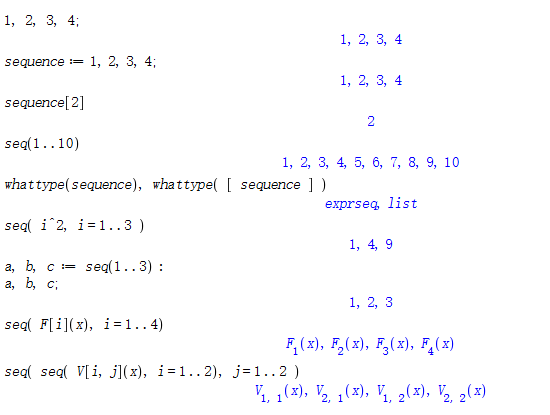 1, 2, 3, 4;
1, 2, 3, 4
sequence := 1, 2, 3, 4;
1, 2, 3, 4
sequence[2]
2
seq(1..10)
1, 2, 3, 4, 5, 6, 7, 8, 9, 10
whattype(sequence), whattype( [ sequence ] )
exprseq, list
seq( i^2, i=1..3 )
1, 4, 9
a, b, c := seq(1..3) :
a, b, c;
1, 2, 3
seq( F[i](x), i=1..4)
F₁(x), F₂(x), F₃(x), F₄(x)
seq( seq( V[i, j](x), i=1..2), j=1..2 )
V₁, ₁(x), V₂, ₁(x), V₁, ₂(x), V₂, ₂(x)